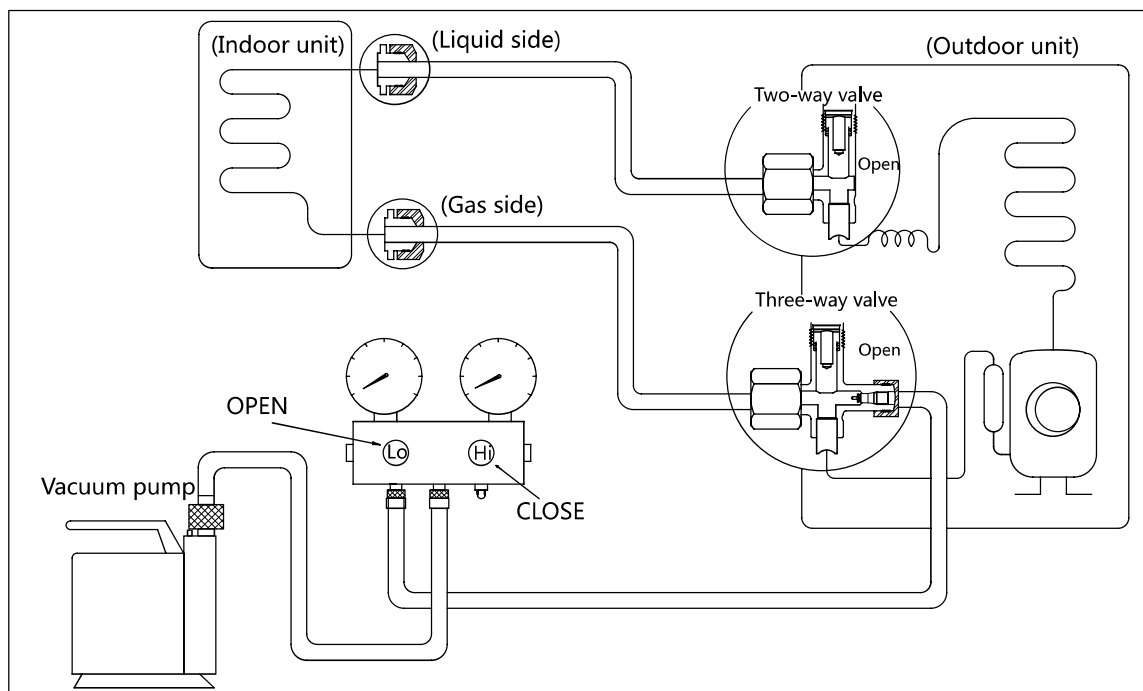 (Indoor unit)
(Liquid side)
(Outdoor unit)
Two-way valve
Open
(Gas side)
Three-way valve
Open
OPEN
Lo
Hi
CLOSE
Vacuum pump